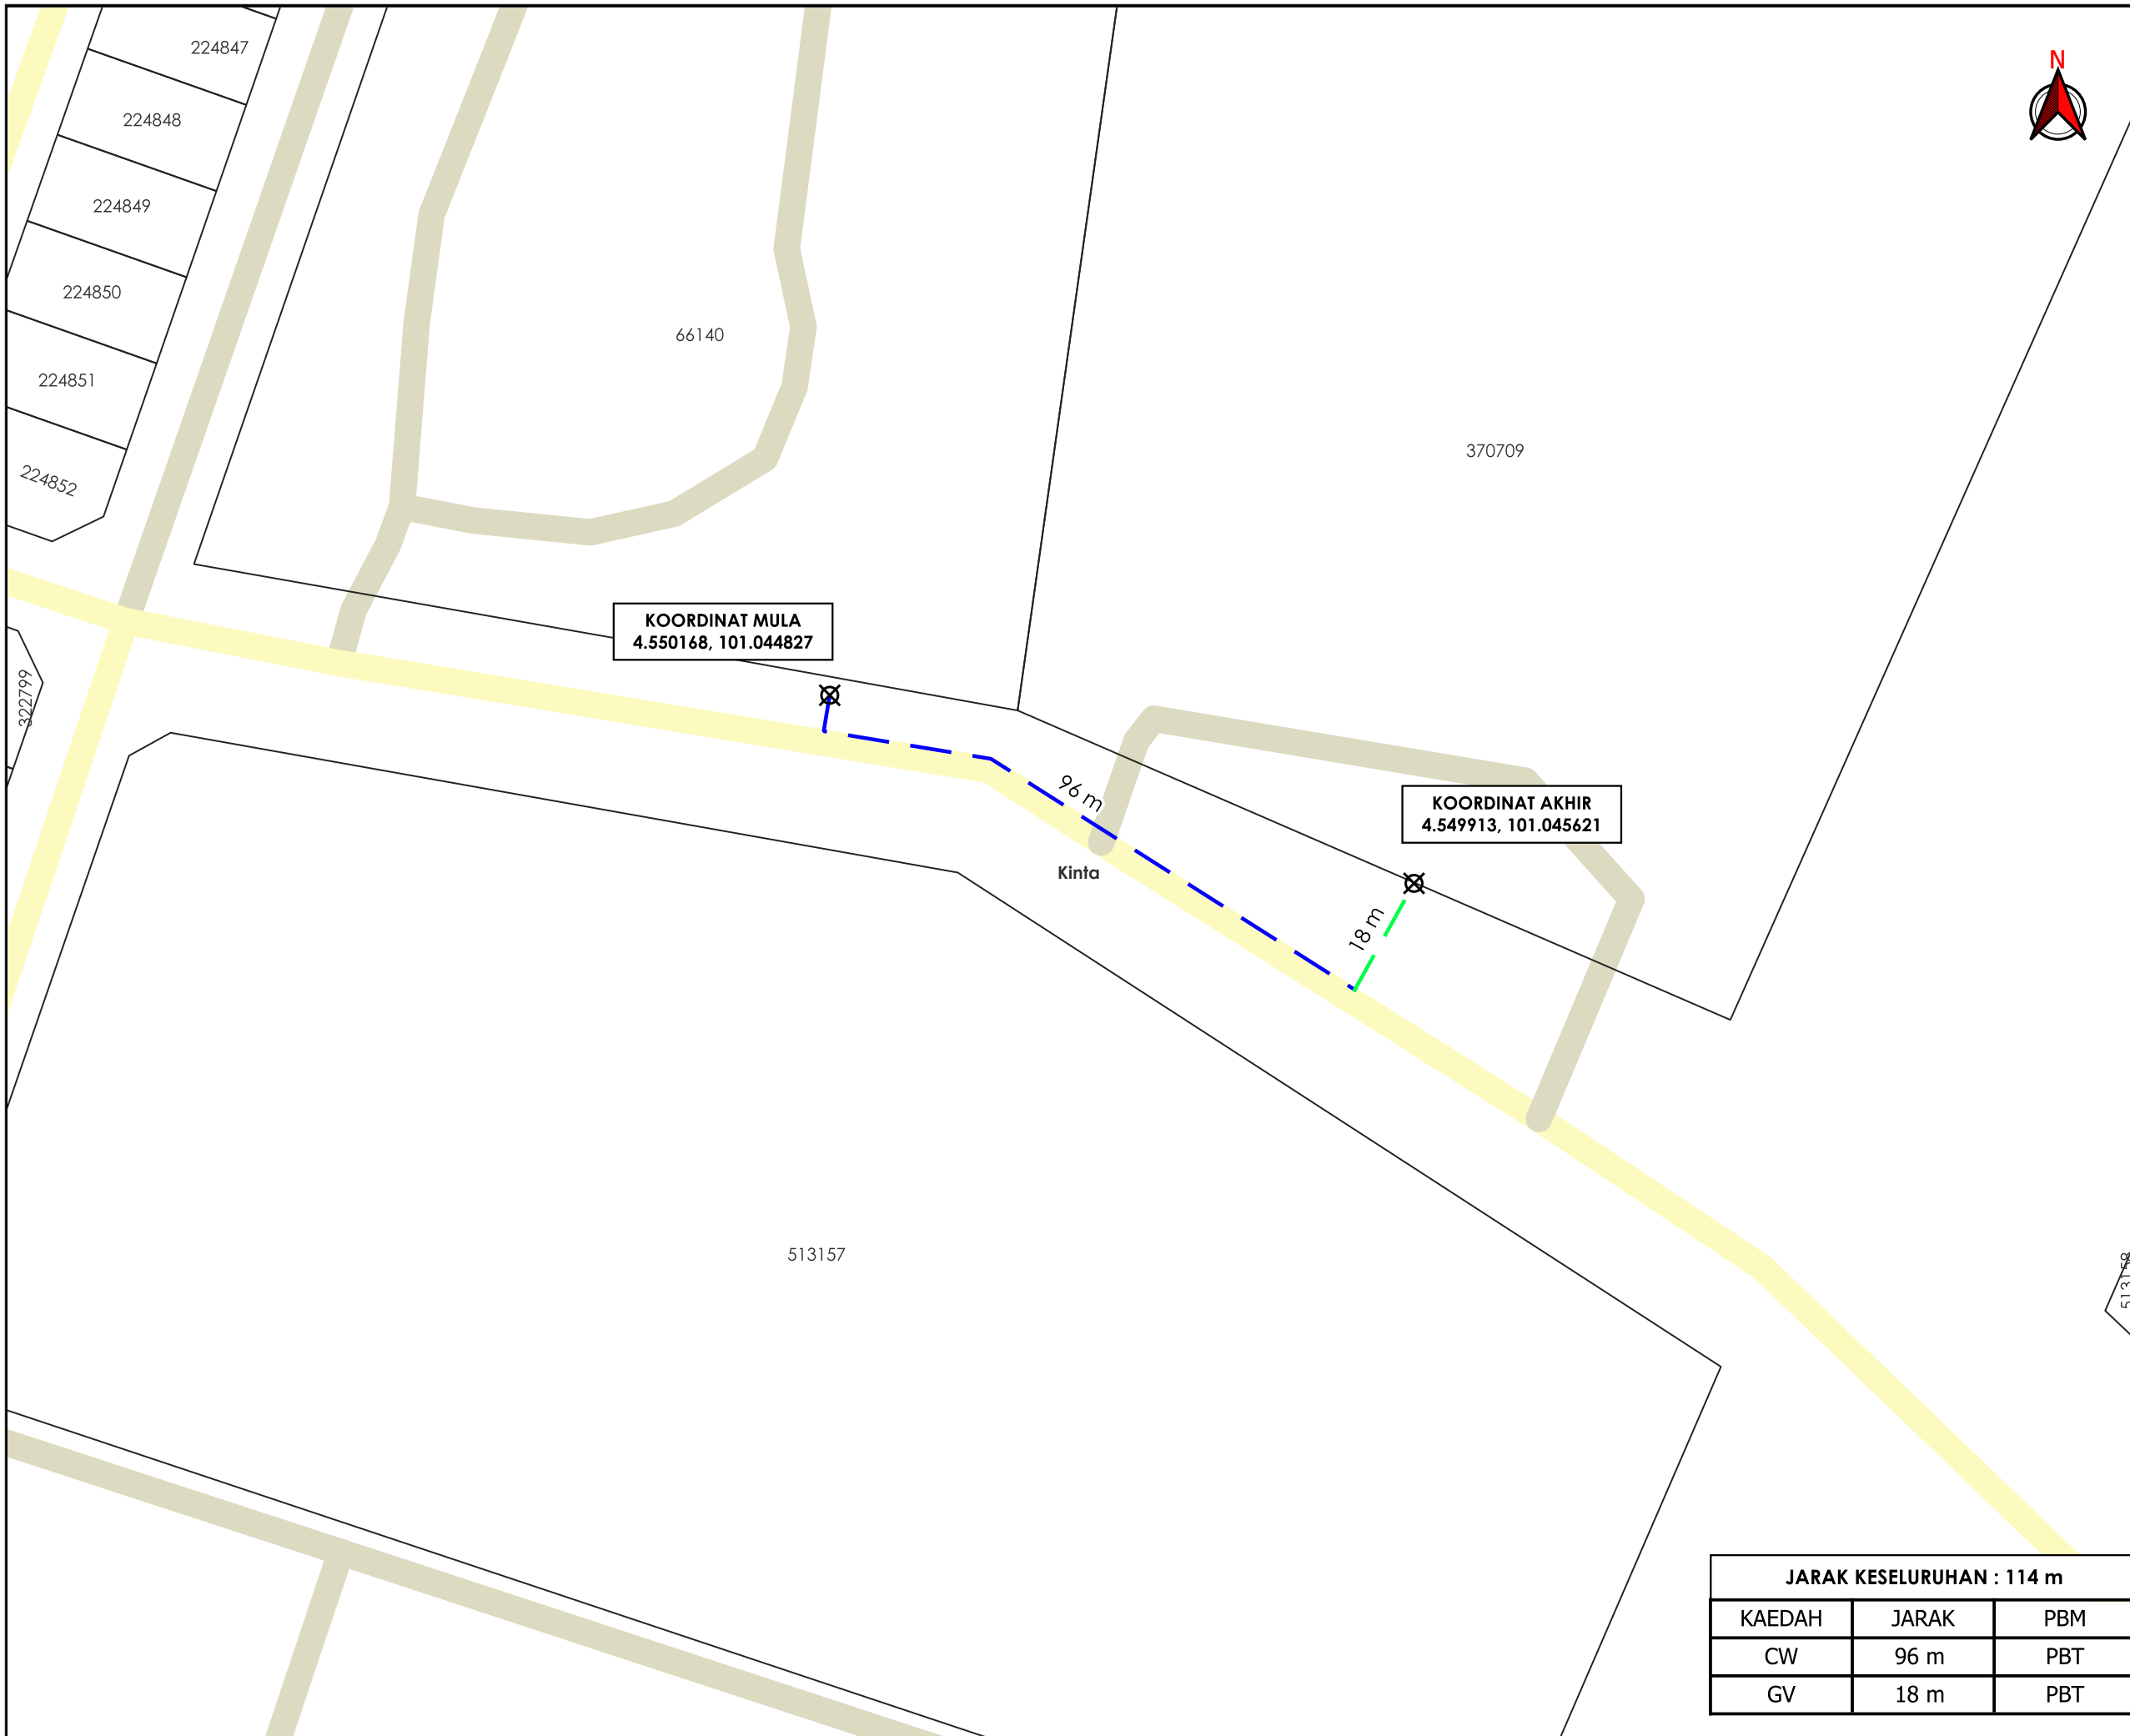 224847
N
224848
224849
224850
66140
224851
370709
224852
KOORDINAT MULA
4.550168, 101.044827
322799
96 m
KOORDINAT AKHIR
4.549913, 101.045621
Kinta
18 m
513157
513158
JARAK KESELURUHAN : 114 m
KAEDAH JARAK PBM
CW 96 m PBT
GV 18 m PBT